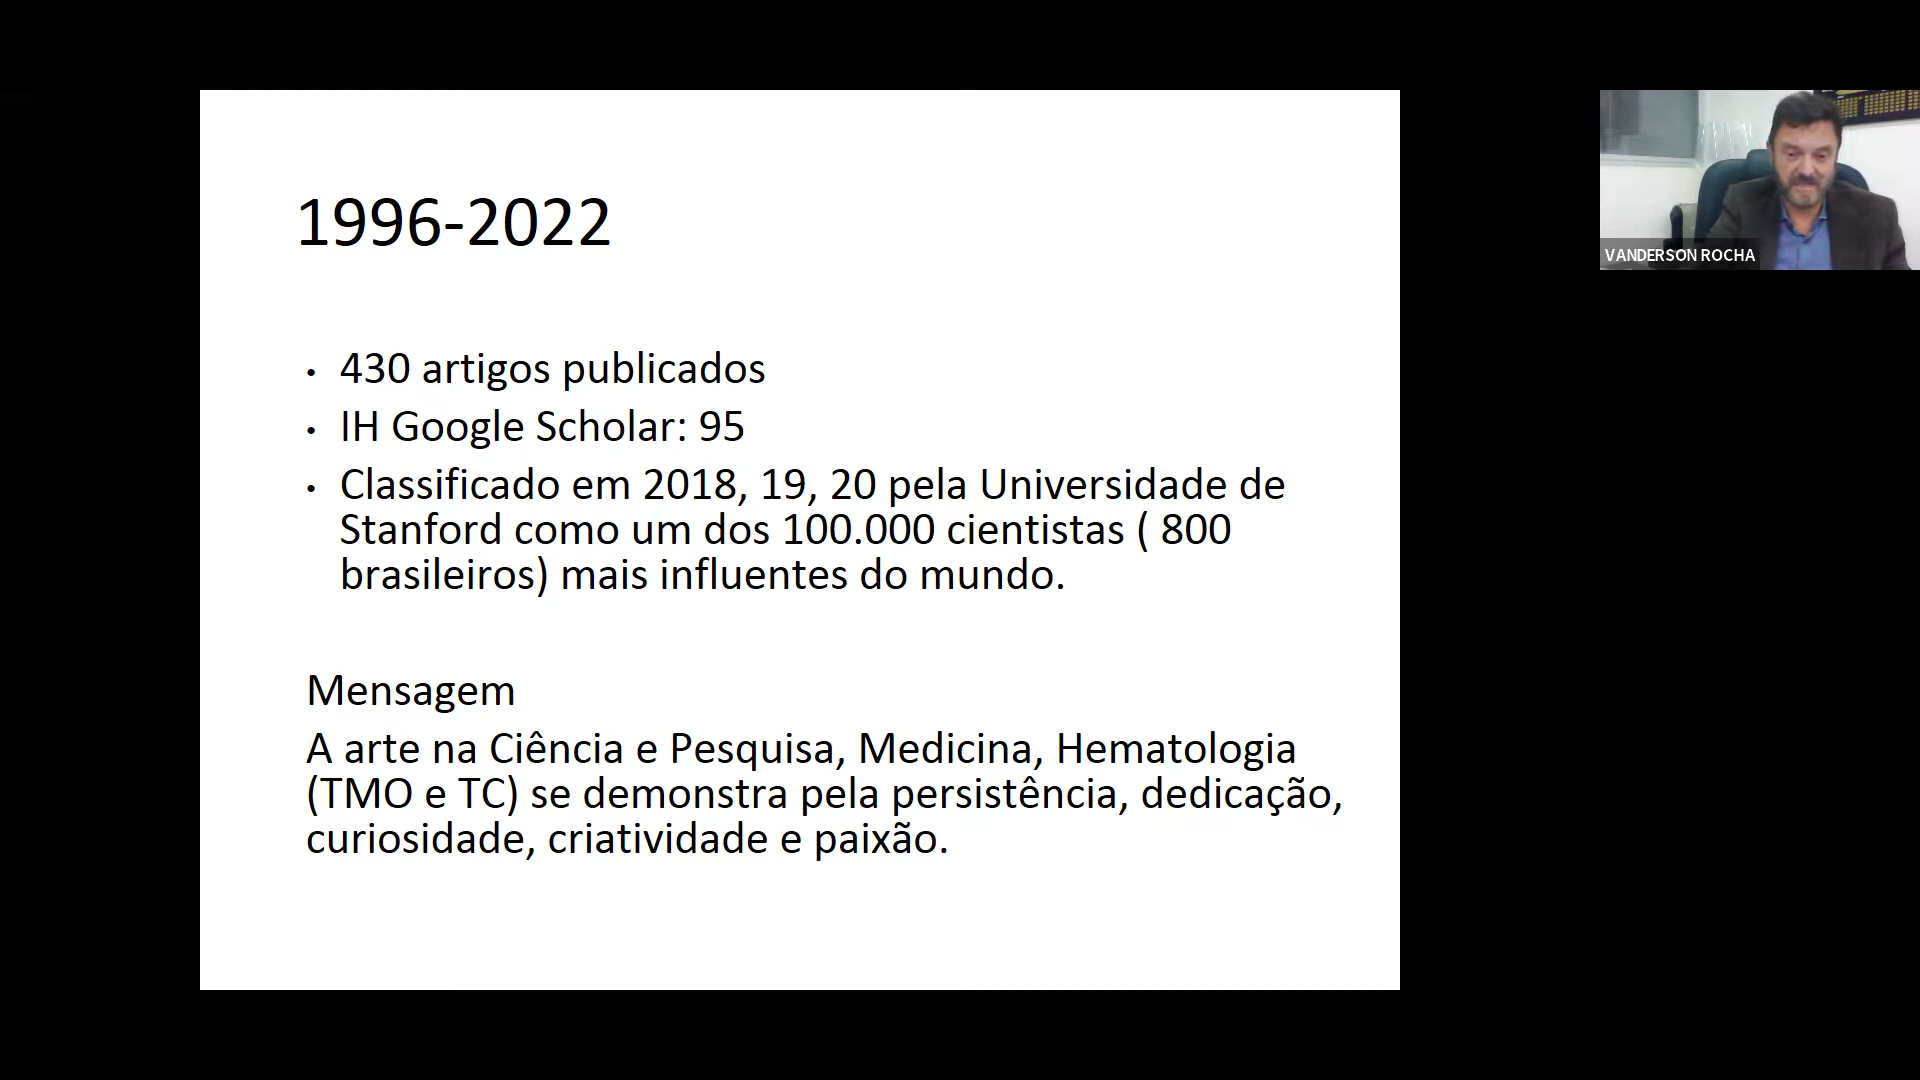 1996-2022
• 430 artigos publicados
• IH Google Scholar: 95
• Classificado em 2018, 19, 20 pela Universidade de
Stanford como um dos 100.000 cientistas ( 800
brasileiros) mais influentes do mundo.
Mensagem
A arte na Ciência e Pesquisa, Medicina, Hematologia
(TMO e TC) se demonstra pela persistência, dedicação,
curiosidade, criatividade e paixão.
VANDERSON ROCHA